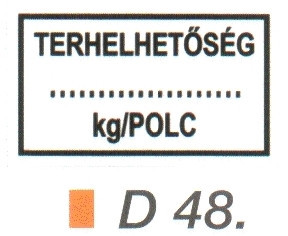 TERHELHETŐSÉG
......................
kg/POLC
D 48.